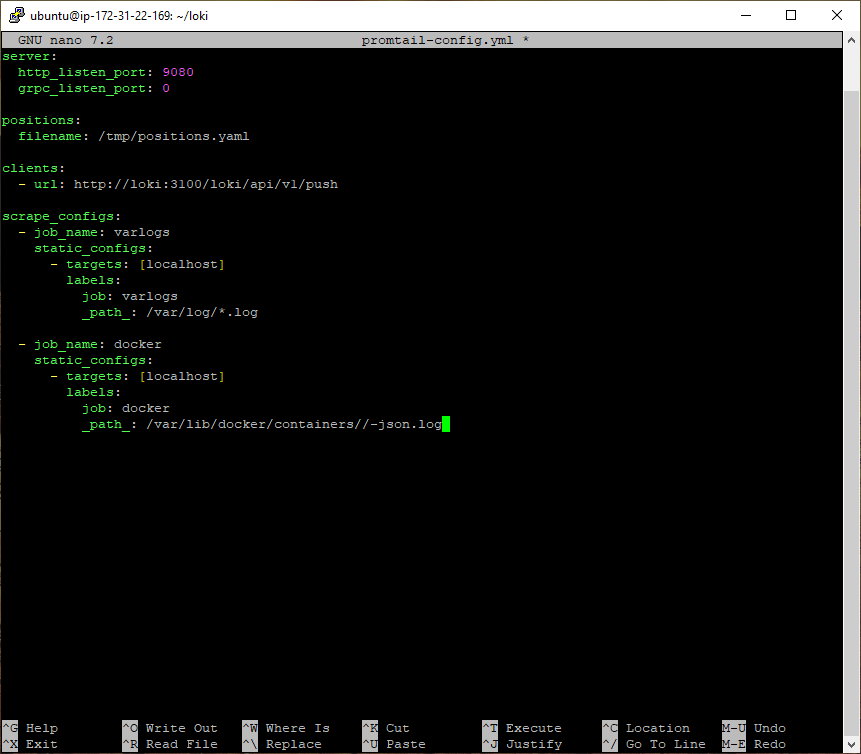 ubuntu@ip-172-31-22-169: ~/loki
GNU nano 7.2 promtail-config.yml *
server:
  http_listen_port: 9080
  grpc_listen_port: 0

positions:
  filename: /tmp/positions.yaml

clients:
  - url: http://loki:3100/loki/api/v1/push

scrape_configs:
  - job_name: varlogs
    static_configs:
      - targets: [localhost]
        labels:
          job: varlogs
          _path_: /var/log/*.log

  - job_name: docker
    static_configs:
      - targets: [localhost]
        labels:
          job: docker
          _path_: /var/lib/docker/containers//-json.log
^G Help ^O Write Out ^W Where Is ^K Cut ^T Execute ^C Location M-U Undo
^X Exit ^R Read File ^\ Replace ^U Paste ^J Justify ^/ Go To Line M-E Redo